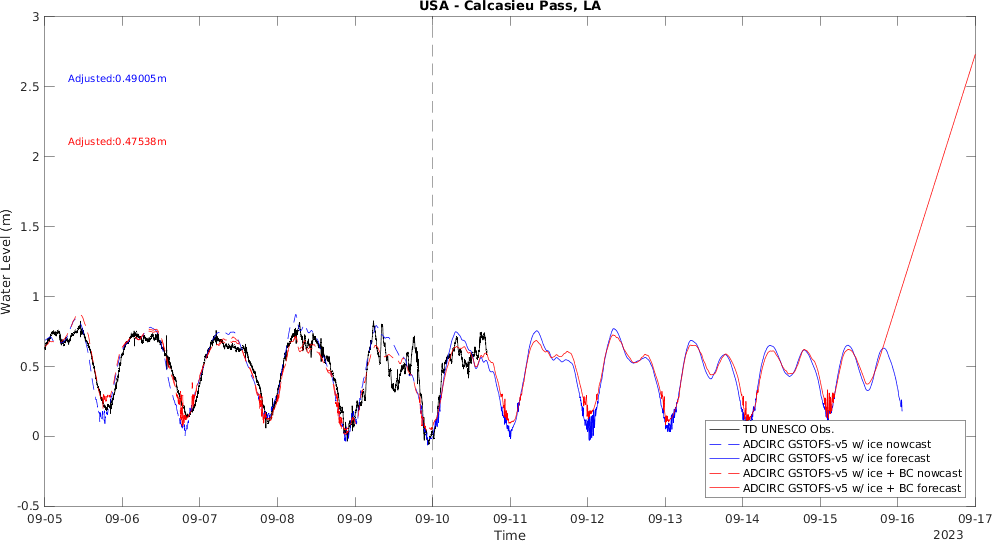 USA - Calcasieu Pass, LA
3
2.5
2
1.5
1
0.5
0
-0.5
Water Level (m)
Adjusted:0.49005m
Adjusted:0.47538m
TD UNESCO Obs.
ADCIRC GSTOFS-v5 w/ ice nowcast
ADCIRC GSTOFS-v5 w/ ice forecast
ADCIRC GSTOFS-v5 w/ ice + BC nowcast
ADCIRC GSTOFS-v5 w/ ice + BC forecast
09-05 09-06 09-07 09-08 09-09 09-10 09-11 09-12 09-13 09-14 09-15 09-16 09-17
Time
2023